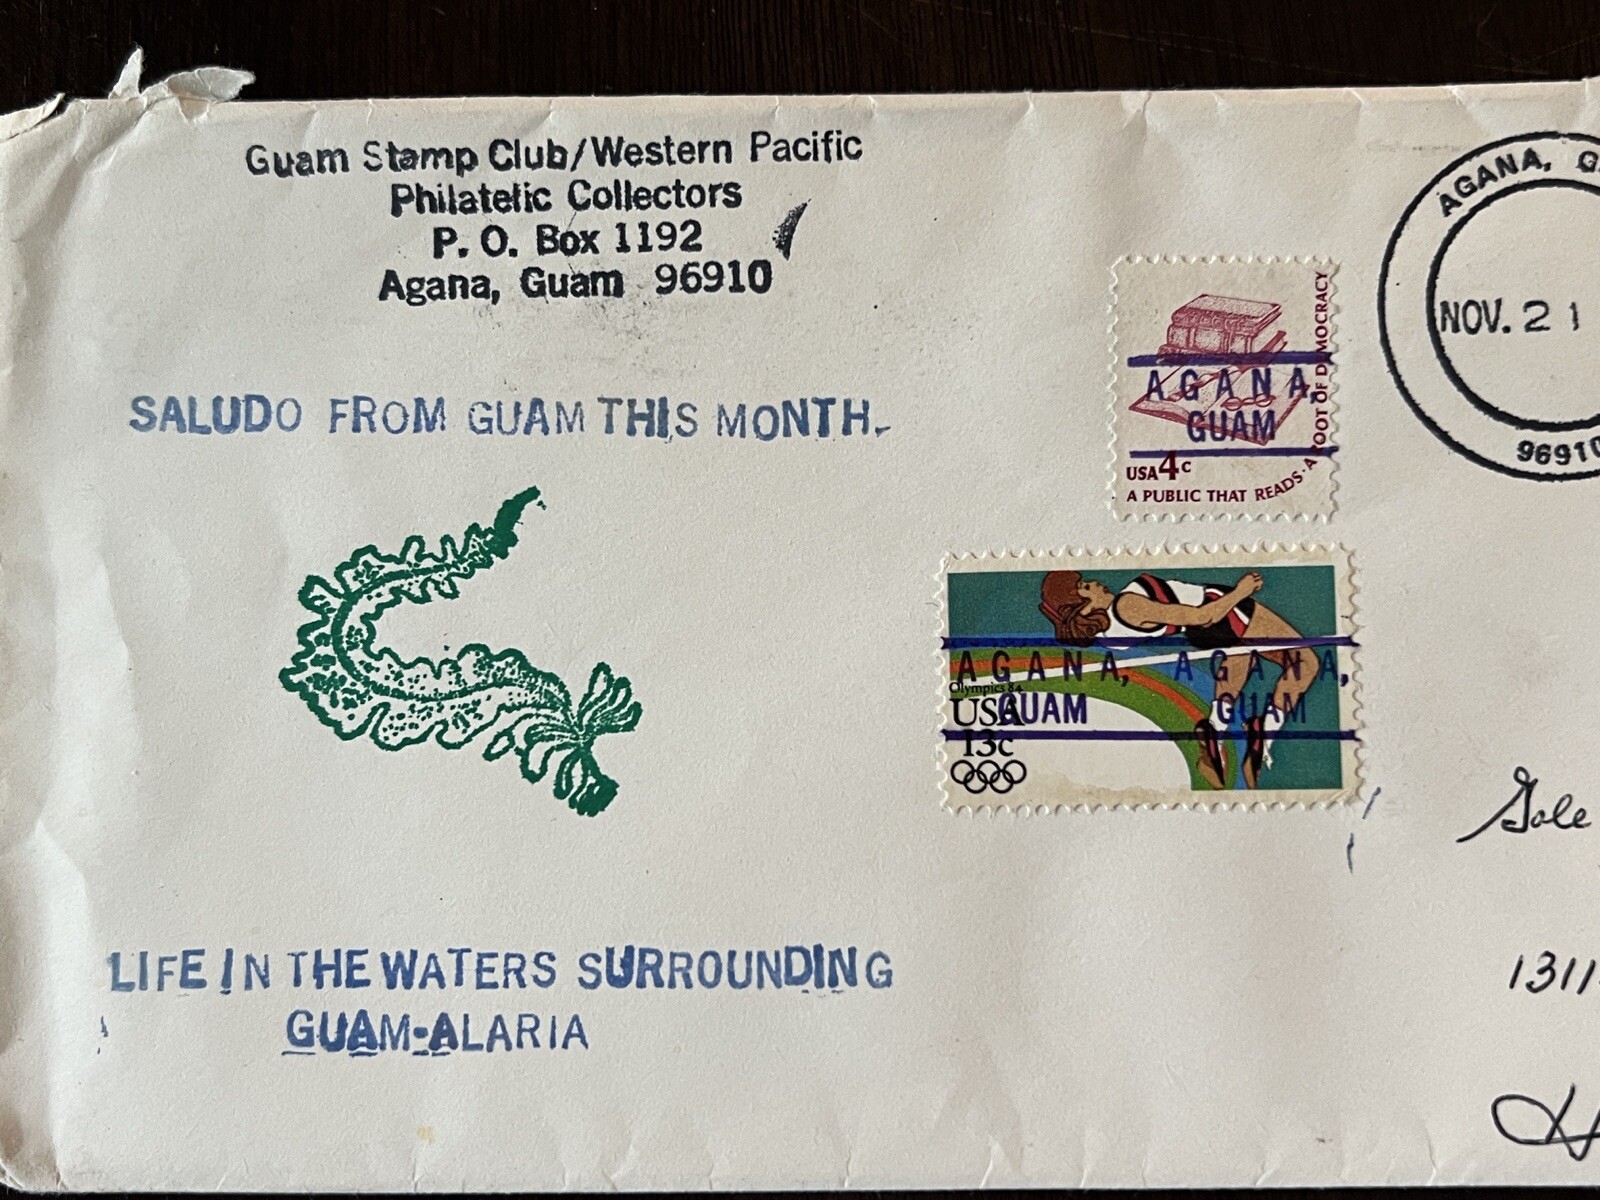 Guam Stamp Club/Western Pacific
Philatelic Collectors
P. O. Box 1192
Agana, Guam 96910
SALUDO FROM GUAM THIS MONTH.
AGANA,
NOV. 21
96910
AGANA,
GUAM
USA 4c
A PUBLIC THAT READS · A ROOT OF DEMOCRACY
AGANA, AGANA,
GUAM GUAM
Olympics 84
USA
13c
Gale
1311
LIFE IN THE WATERS SURROUNDING
GUAM-ALARIA